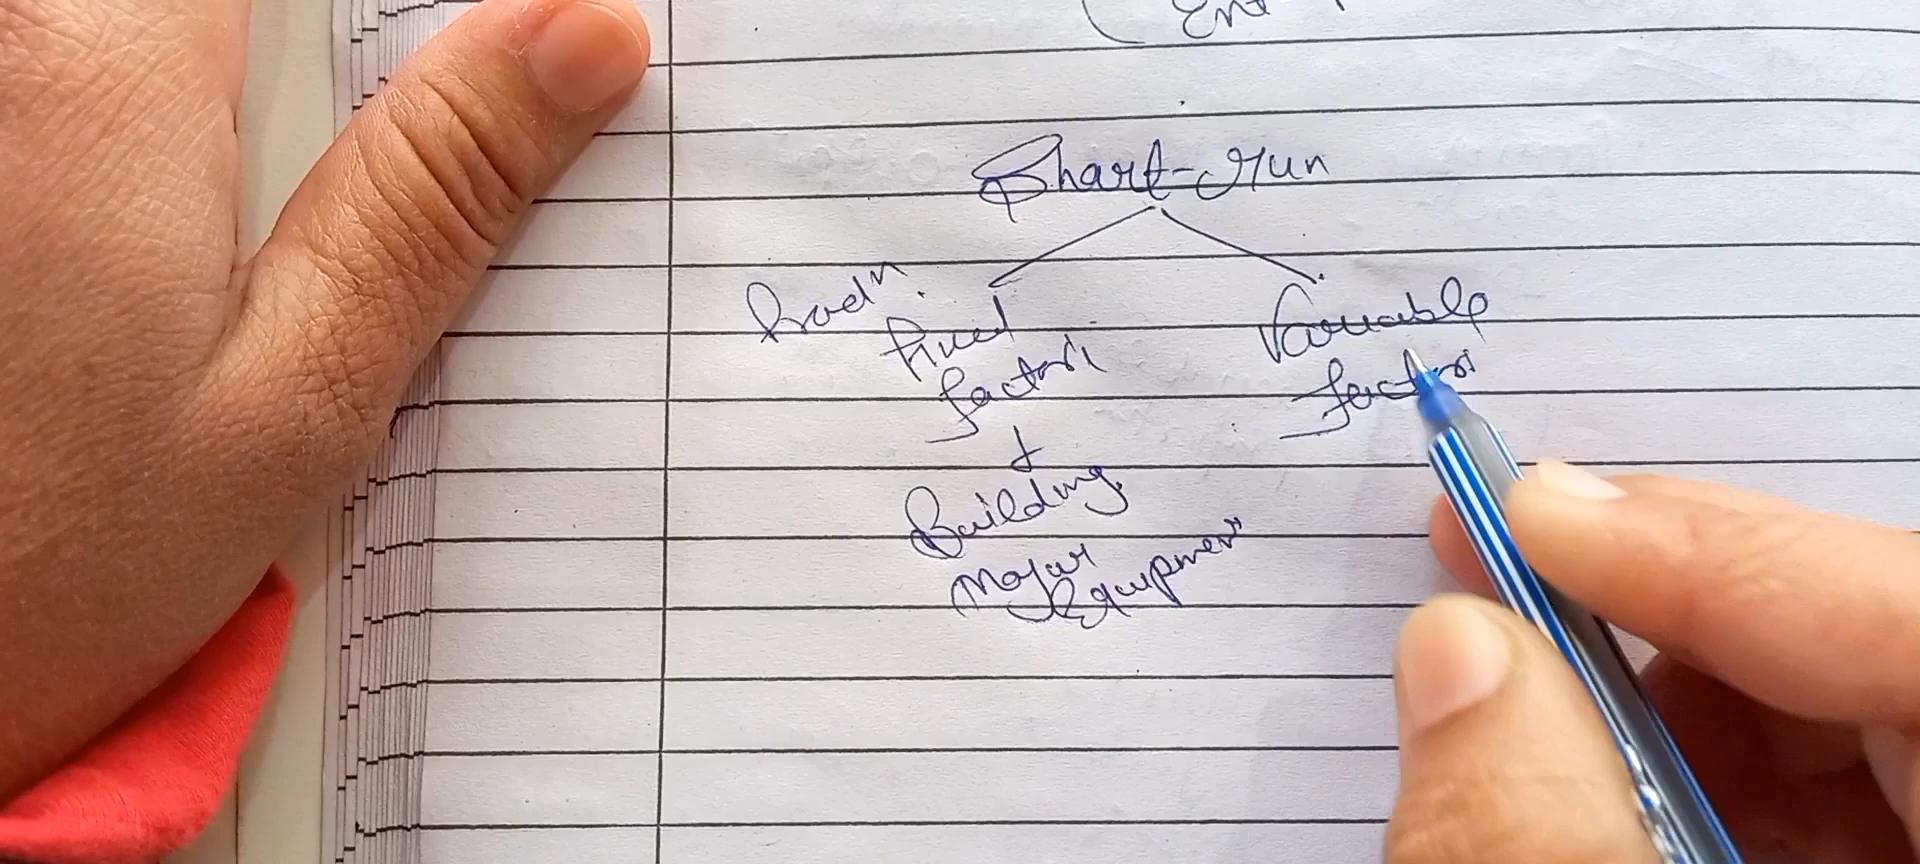 Short-run
Prodn.
Fixed
factors
Variable
factors
Building
Major
Equipment